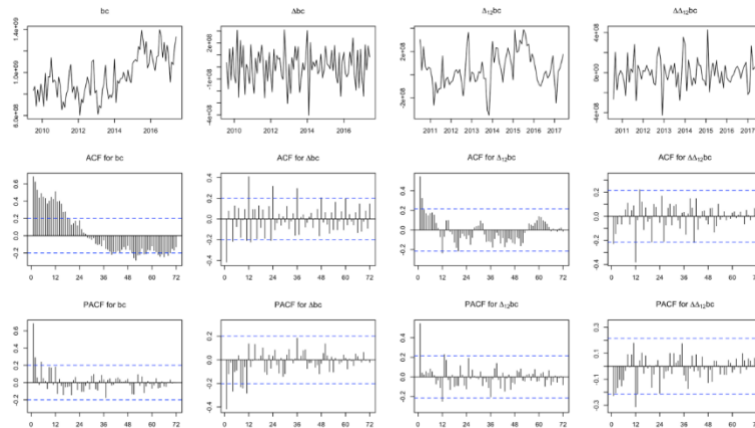 bc
Δbc
Δ₁₂bc
ΔΔ₁₂bc
6.0e+08 1.0e+09 1.4e+09
-4e+08 -1e+08 2e+08
-2e+08 2e+08
-4e+08 0e+00 4e+08
2010 2012 2014 2016
2010 2012 2014 2016
2011 2012 2013 2014 2015 2016 2017
2011 2012 2013 2014 2015 2016 2017
ACF for bc
ACF for Δbc
ACF for Δ₁₂bc
ACF for ΔΔ₁₂bc
-0.2 0.0 0.2 0.4 0.6
-0.4 -0.2 0.0 0.2 0.4
-0.2 0.0 0.2 0.4
-0.4 -0.2 0.0 0.2
0 12 24 36 48 60 72
0 12 24 36 48 60 72
0 12 24 36 48 60 72
0 12 24 36 48 60 72
PACF for bc
PACF for Δbc
PACF for Δ₁₂bc
PACF for ΔΔ₁₂bc
-0.2 0.0 0.2 0.4 0.6
-0.4 -0.2 0.0 0.2
-0.2 0.0 0.2 0.4
-0.3 -0.1 0.1 0.3
0 12 24 36 48 60 72
0 12 24 36 48 60 72
0 12 24 36 48 60 72
0 12 24 36 48 60 72